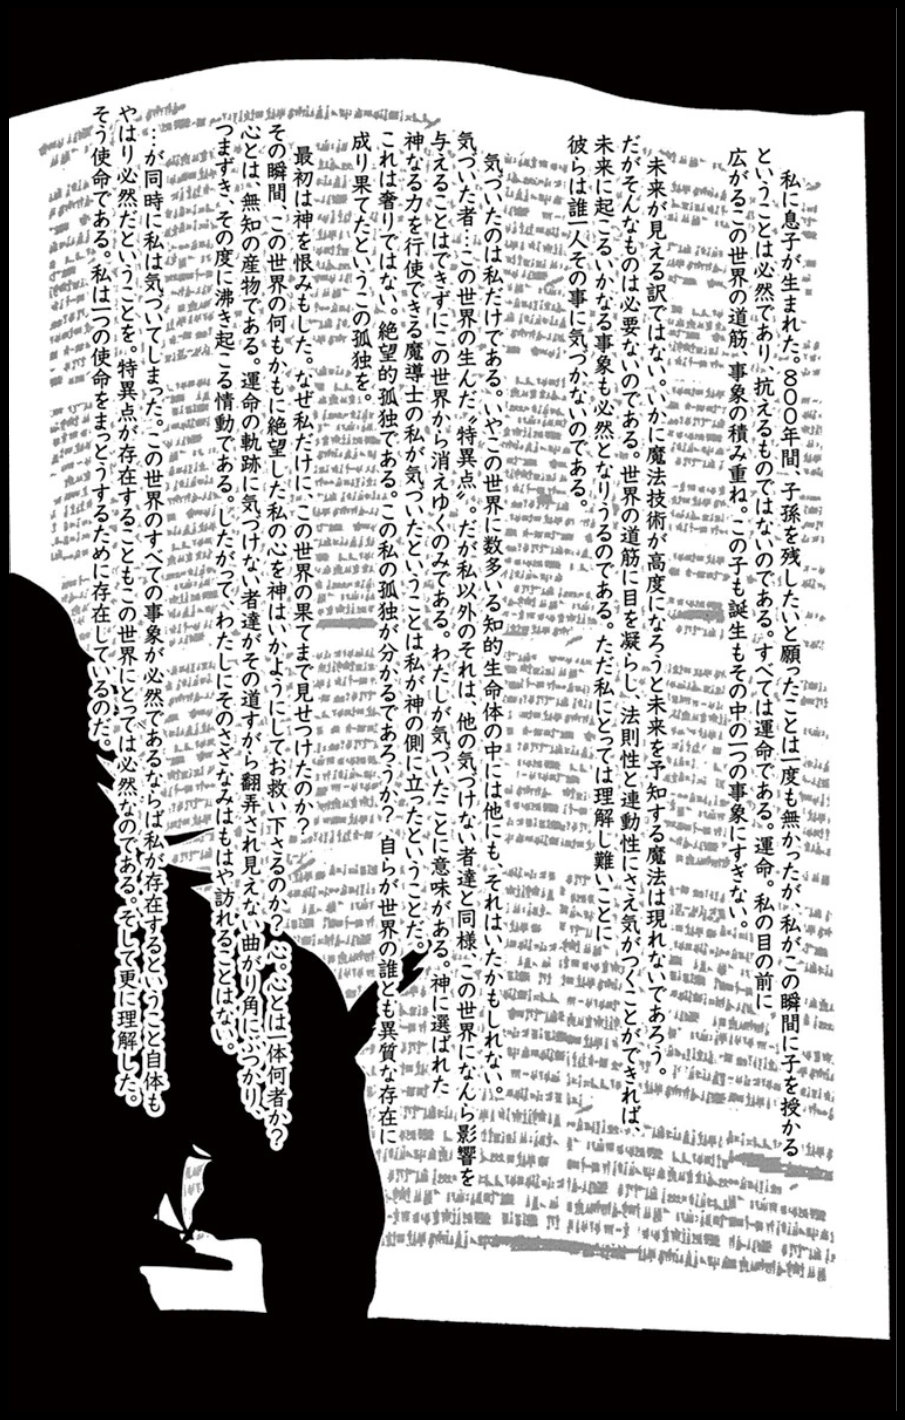 私に息子が生まれた。800年間、子孫を残したいと願ったことは一度も無かったが、私がこの瞬間に子を授かる
ということは必然であり、抗えるものではないのである。すべては運命である。運命。私の目の前に
広がるこの世界の道筋、事象の積み重ね。この子も誕生もその中の一つの事象にすぎない。
未来が見える訳ではない。いかに魔法技術が高度になろうと未来を予知する魔法は現れないであろう。
だがそんなものは必要ないのである。世界の道筋に目を凝らし、法則性と連動性にさえ気がつくことができれば、
未来に起こるいかなる事象も必然となりうるのである。ただ私にとっては理解し難いことに
彼らは誰一人その事に気づかないのである。
気づいたのは私だけである。いやこの世界に数多いる知的生命体の中には他にも、それはいたかもしれない。
気づいた者…この世界の生んだ〝特異点〟。だが私以外のそれは、他の気づけない者達と同様、この世界になんら影響を
与えることはできずにこの世界から消えゆくのみである。わたしが気づいたことに意味がある。神に選ばれた
神なる力を行使できる魔導士の私が気づいたということは私が神の側に立ったということだ。
これは奢りではない。絶望的孤独である。この私の孤独が分かるであろうか？自らが世界の誰とも異質な存在に
成り果てたというこの孤独を。
最初は神を恨みもした。なぜ私だけに、この世界の果てまで見せつけたのか？
その瞬間、この世界の何もかもに絶望した私の心を神はいかようにしてお救い下さるのか？心。心とは一体何者か？
心とは、無知の産物である。運命の軌跡に気づけない者達がその道すがら翻弄され見えない曲がり角にぶつかり、
つまずき、その度に沸き起こる情動である。したがって、わたしにそのさざなみはもはや訪れることはない。
…が同時に私は気づいてしまった。この世界のすべての事象が必然であるならば私が存在するということ自体も
やはり必然だということを。特異点が存在することもこの世界にとっては必然なのである。そして更に理解した。
そう使命である。私は一つの使命をまっとうするために存在しているのだ。